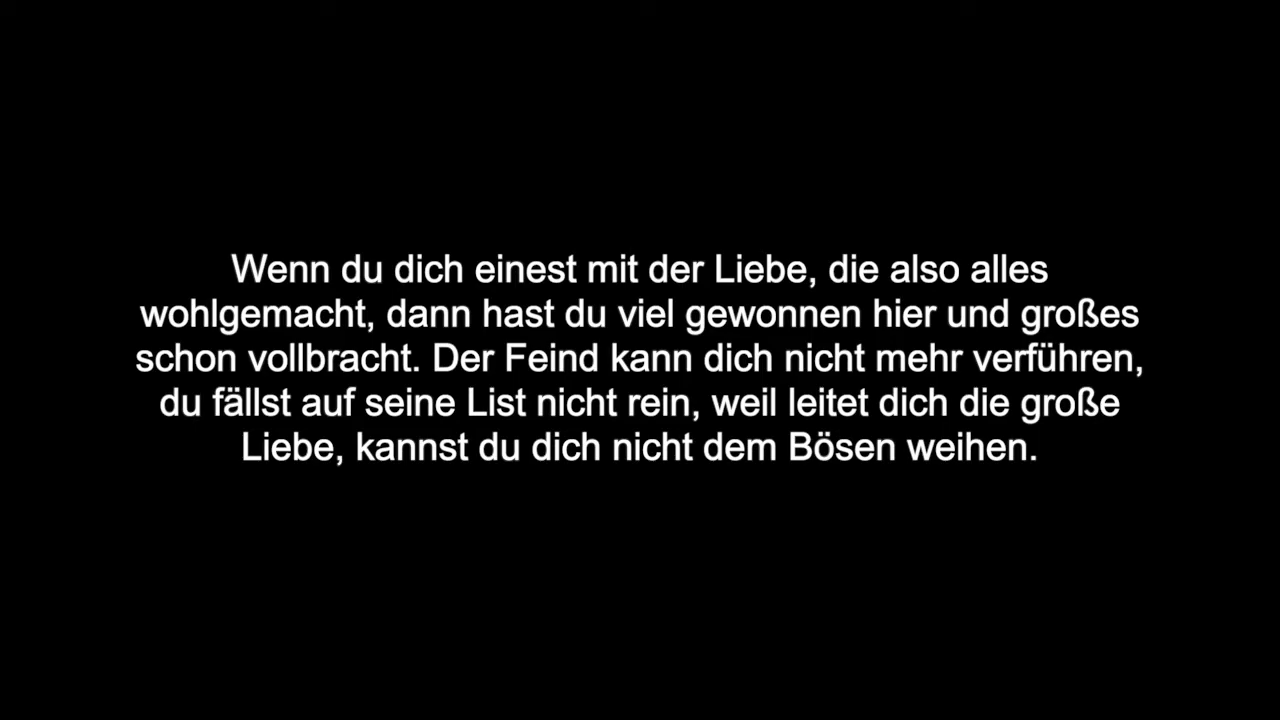 Wenn du dich einest mit der Liebe, die also alles
wohlgemacht, dann hast du viel gewonnen hier und großes
schon vollbracht. Der Feind kann dich nicht mehr verführen,
du fällst auf seine List nicht rein, weil leitet dich die große
Liebe, kannst du dich nicht dem Bösen weihen.